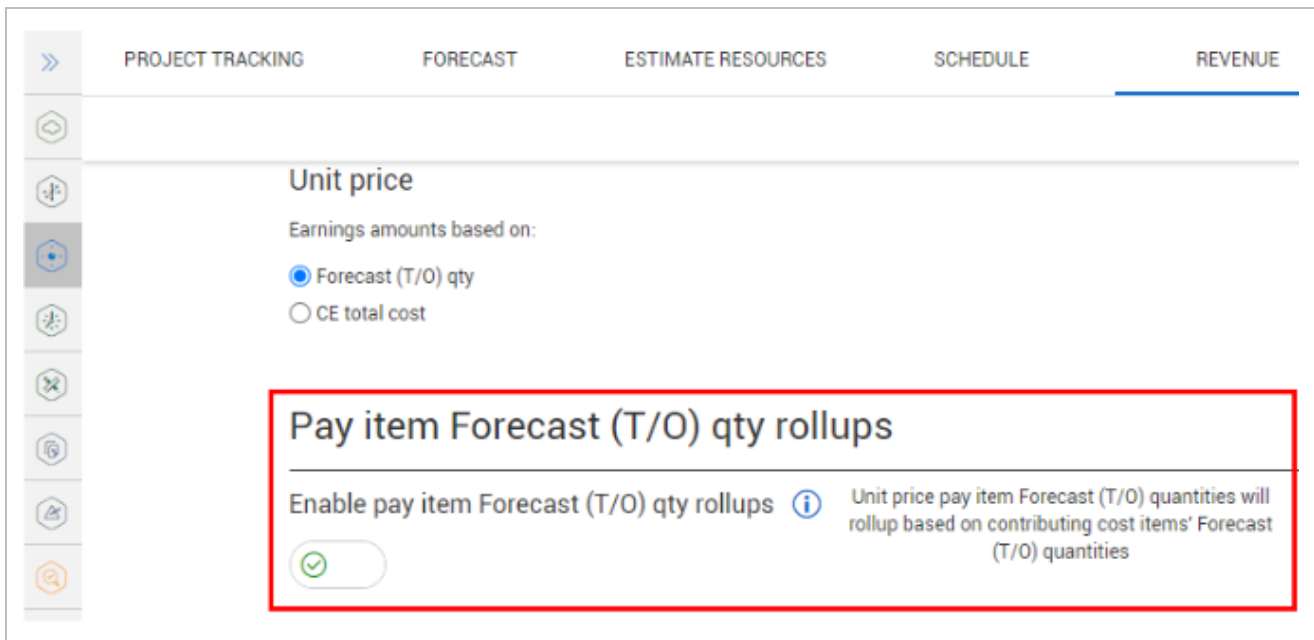 PROJECT TRACKING FORECAST ESTIMATE RESOURCES SCHEDULE REVENUE
Unit price
Earnings amounts based on:
Forecast (T/O) qty
CE total cost
Pay item Forecast (T/O) qty rollups
Enable pay item Forecast (T/O) qty rollups
Unit price pay item Forecast (T/O) quantities will
rollup based on contributing cost items' Forecast
(T/O) quantities